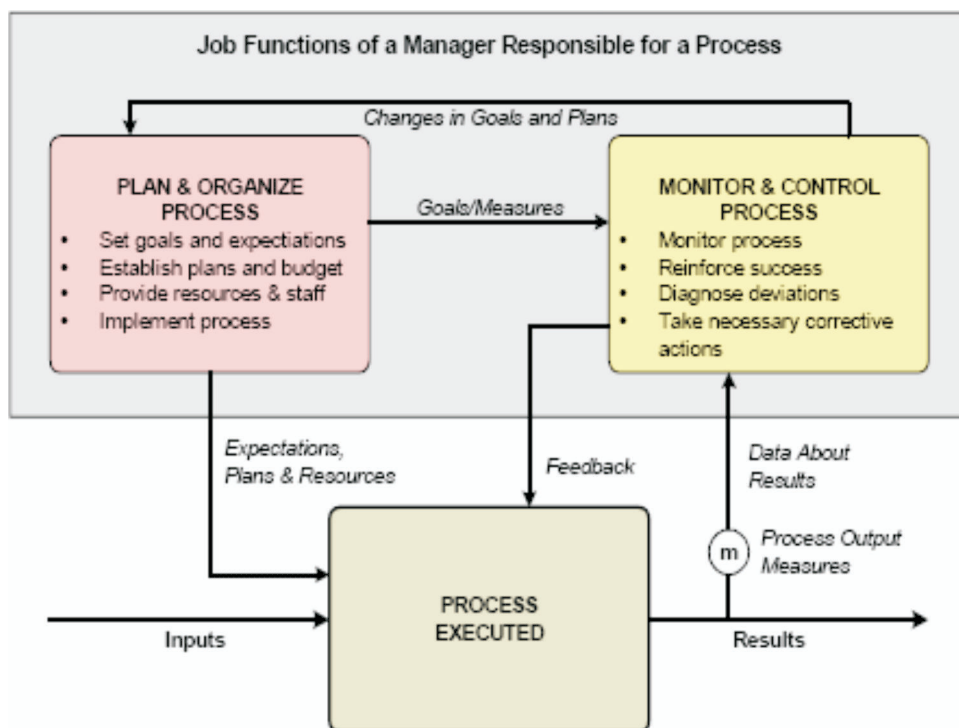 Job Functions of a Manager Responsible for a Process
Changes in Goals and Plans
PLAN & ORGANIZE
PROCESS
• Set goals and expectiations
• Establish plans and budget
• Provide resources & staff
• Implement process
Goals/Measures
MONITOR & CONTROL
PROCESS
• Monitor process
• Reinforce success
• Diagnose deviations
• Take necessary corrective
actions
Expectations,
Plans & Resources
Feedback
Data About
Results
m
Process Output
Measures
PROCESS
EXECUTED
Inputs
Results